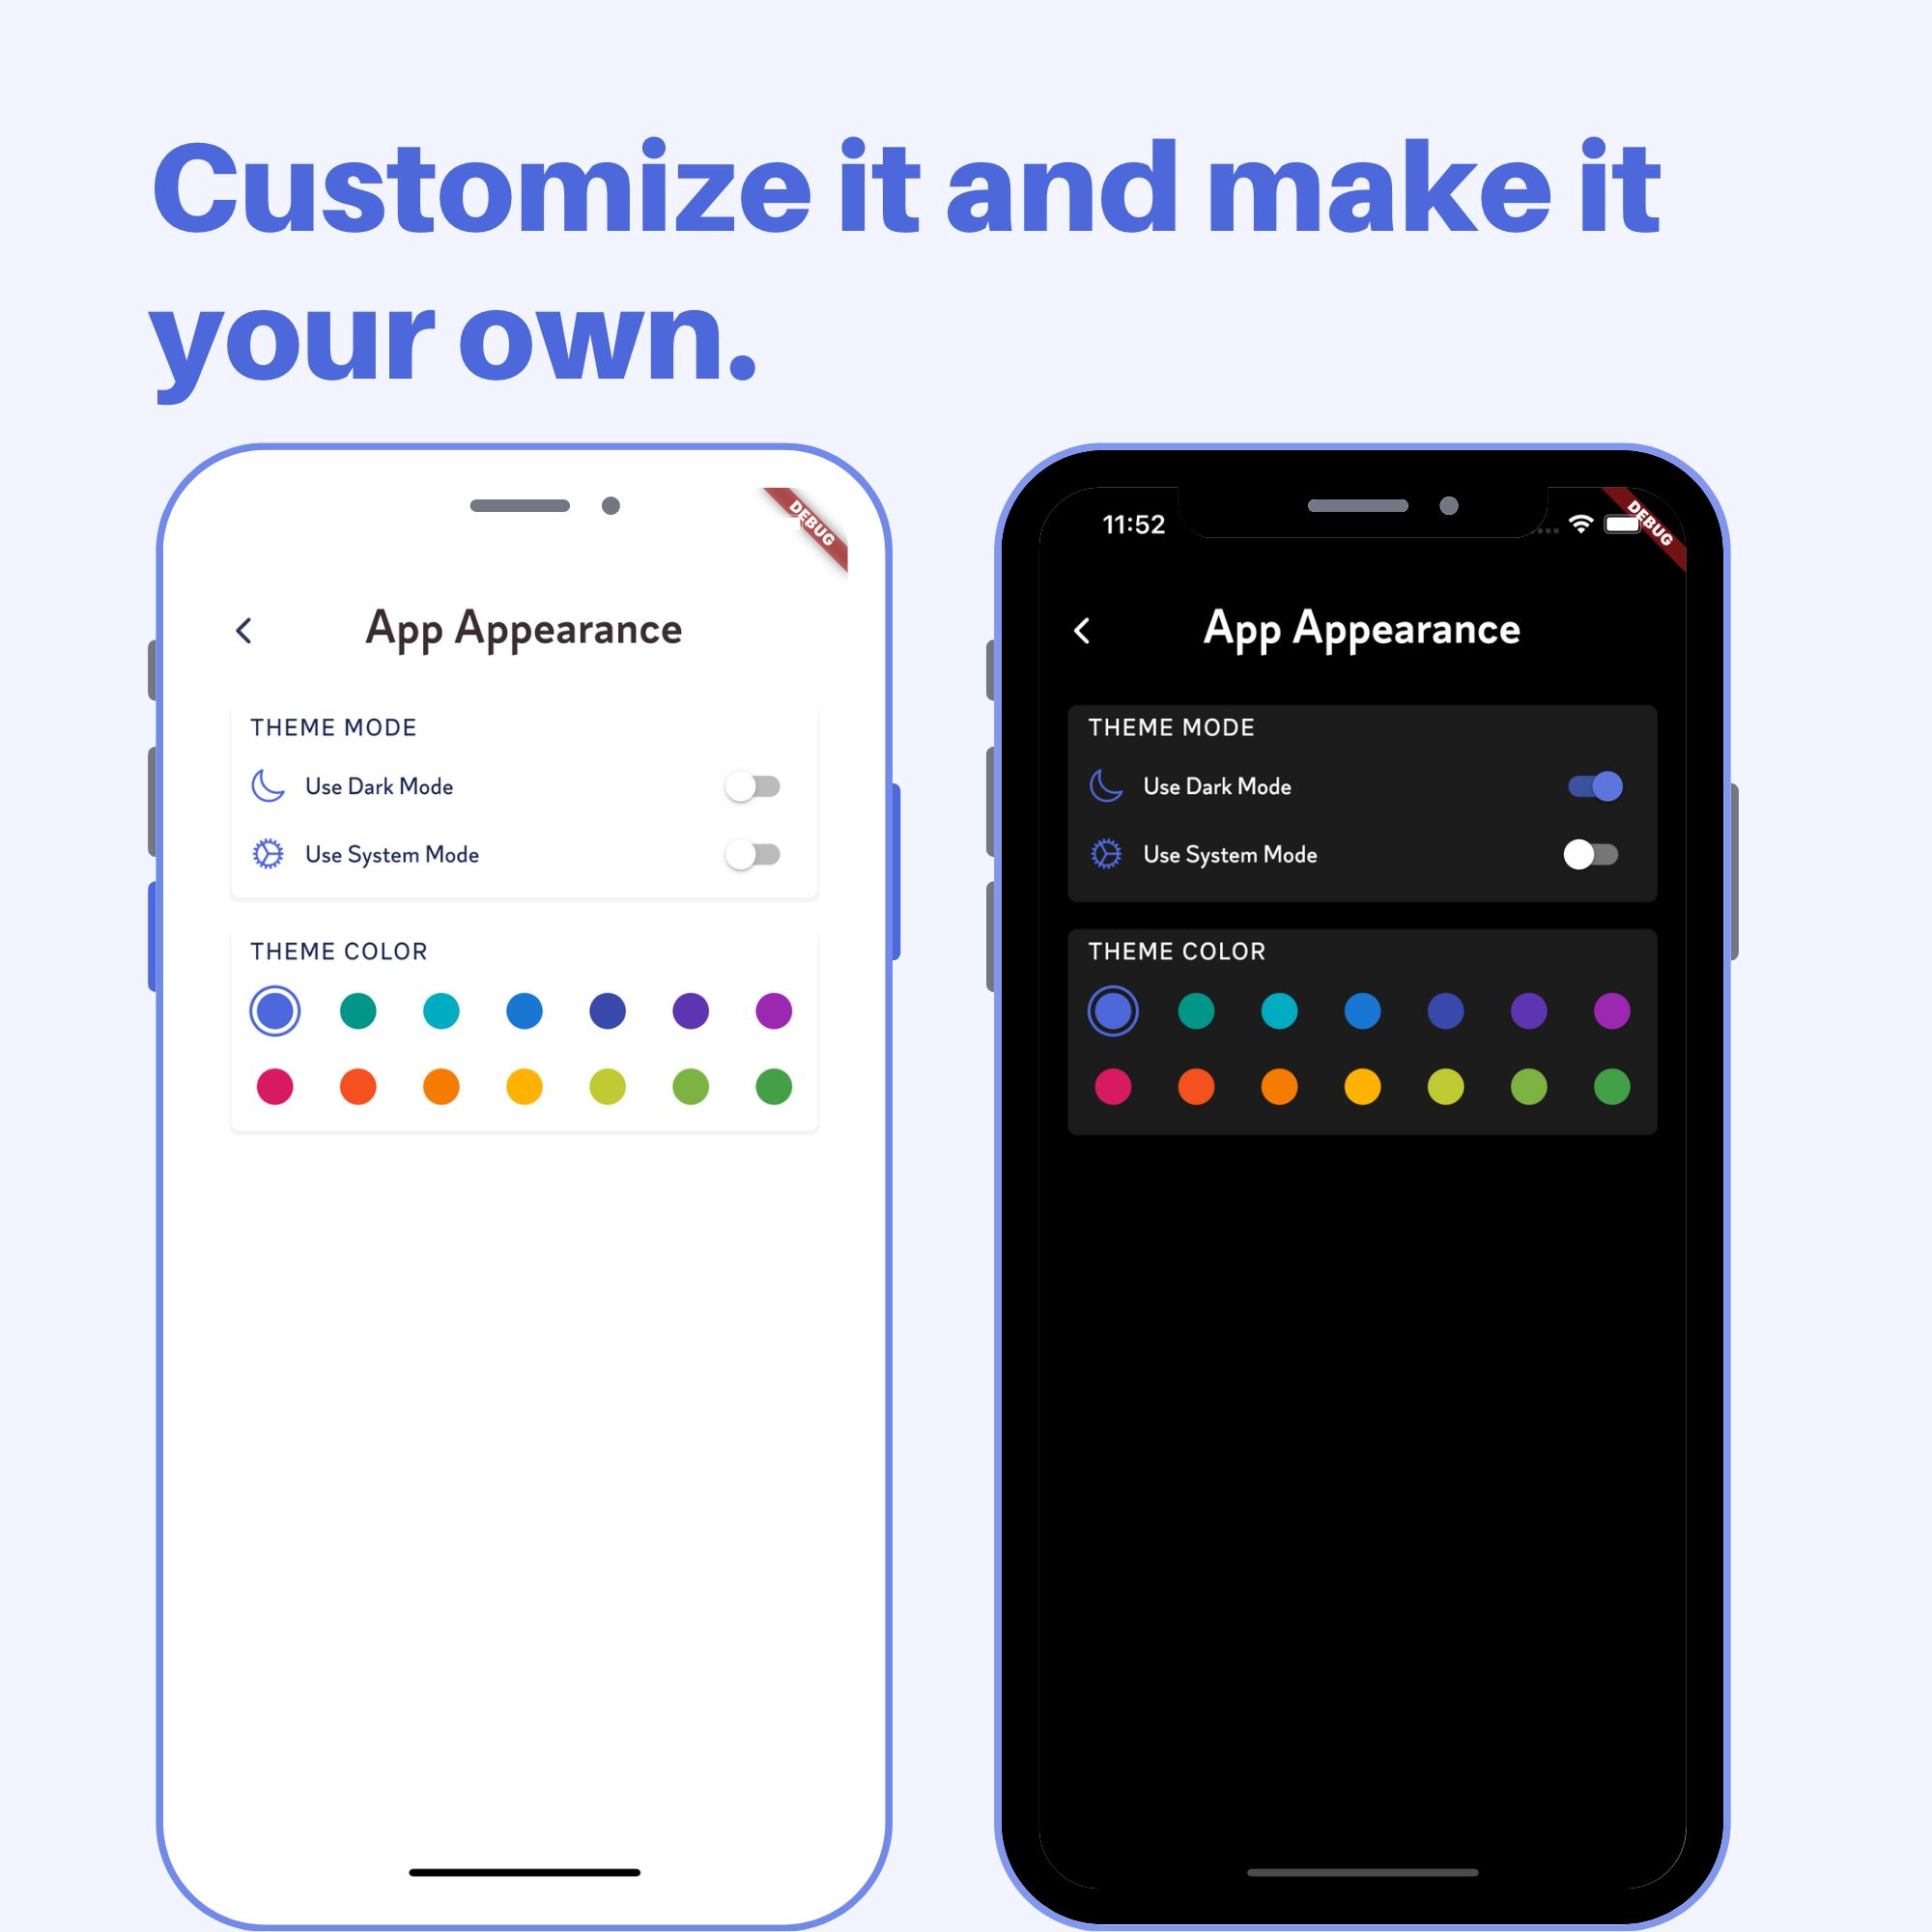 Customize it and make it
your own.
DEBUG
App Appearance
THEME MODE
Use Dark Mode
Use System Mode
THEME COLOR
11:52
DEBUG
App Appearance
THEME MODE
Use Dark Mode
Use System Mode
THEME COLOR